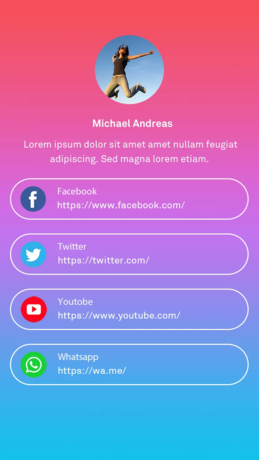 Michael Andreas
Lorem ipsum dolor sit amet amet nullam feugiat
adipiscing. Sed magna lorem etiam.
Facebook
https://www.facebook.com/
Twitter
https://twitter.com/
Youtobe
https://www.youtube.com/
Whatsapp
https://wa.me/